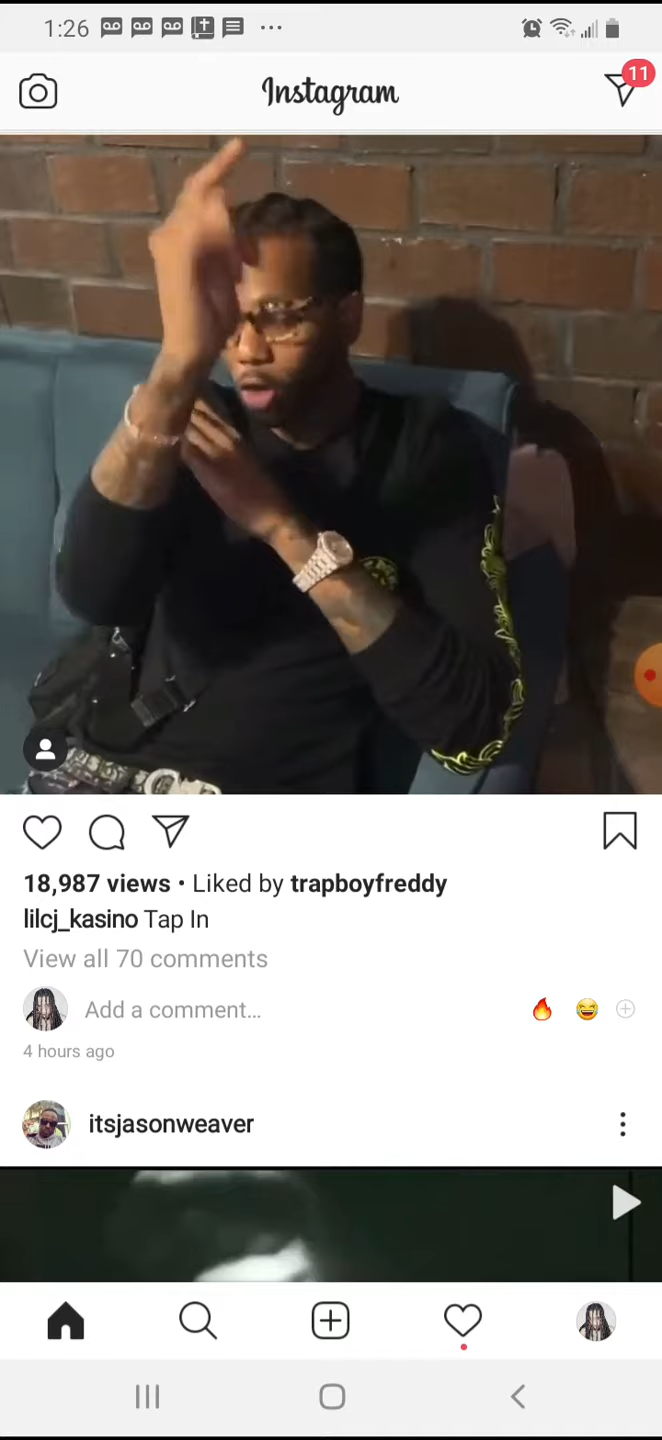 1:26
Instagram
11
18,987 views • Liked by trapboyfreddy
lilcj_kasino Tap In
View all 70 comments
Add a comment...
4 hours ago
itsjasonweaver